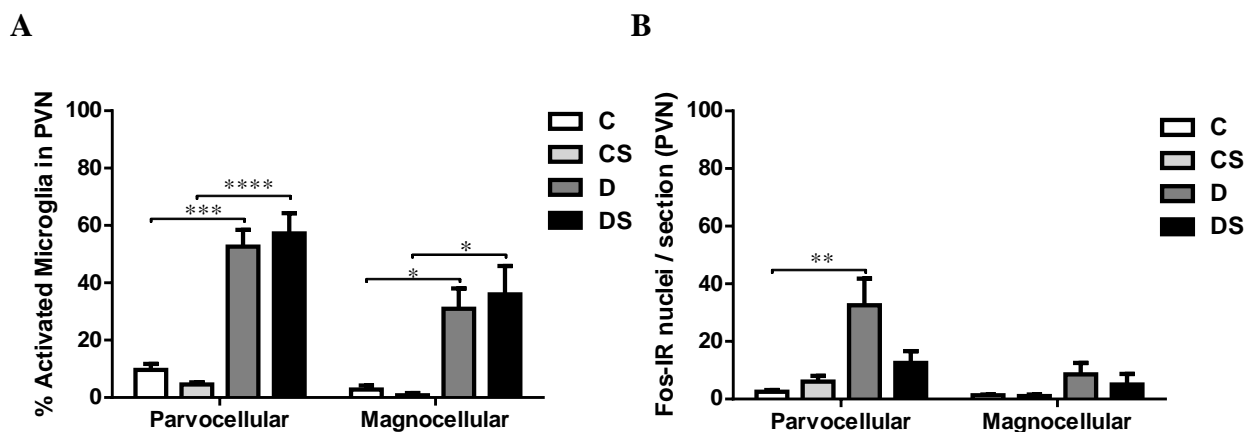 A
% Activated Microglia in PVN
100
80
60
40
20
0
***
****
*
*
Parvocellular
Magnocellular
C
CS
D
DS
B
Fos-IR nuclei / section (PVN)
100
80
60
40
20
0
**
Parvocellular
Magnocellular
C
CS
D
DS